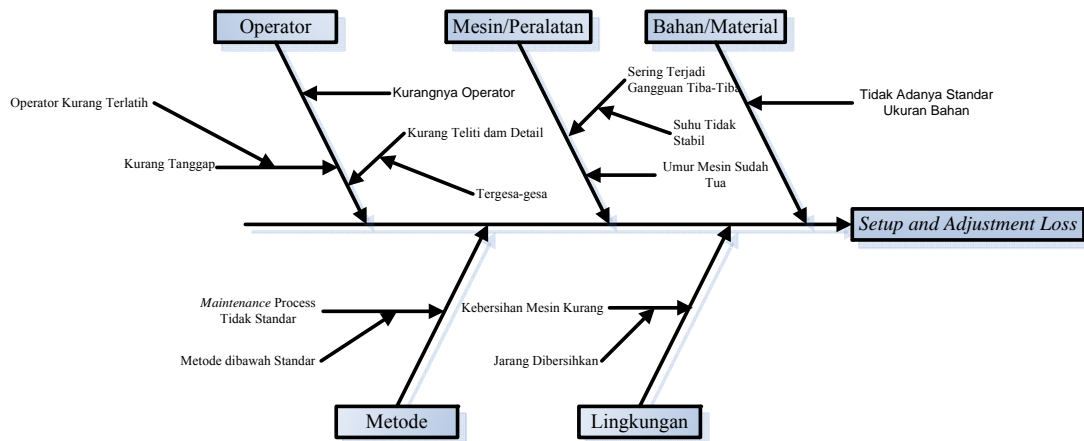 Operator
Mesin/Peralatan
Bahan/Material
Operator Kurang Terlatih
Kurangnya Operator
Kurang Teliti dam Detail
Kurang Tanggap
Tergesa-gesa
Sering Terjadi
Gangguan Tiba-Tiba
Suhu Tidak
Stabil
Umur Mesin Sudah
Tua
Tidak Adanya Standar
Ukuran Bahan
Setup and Adjustment Loss
Maintenance Process
Tidak Standar
Metode dibawah Standar
Kebersihan Mesin Kurang
Jarang Dibersihkan
Metode
Lingkungan